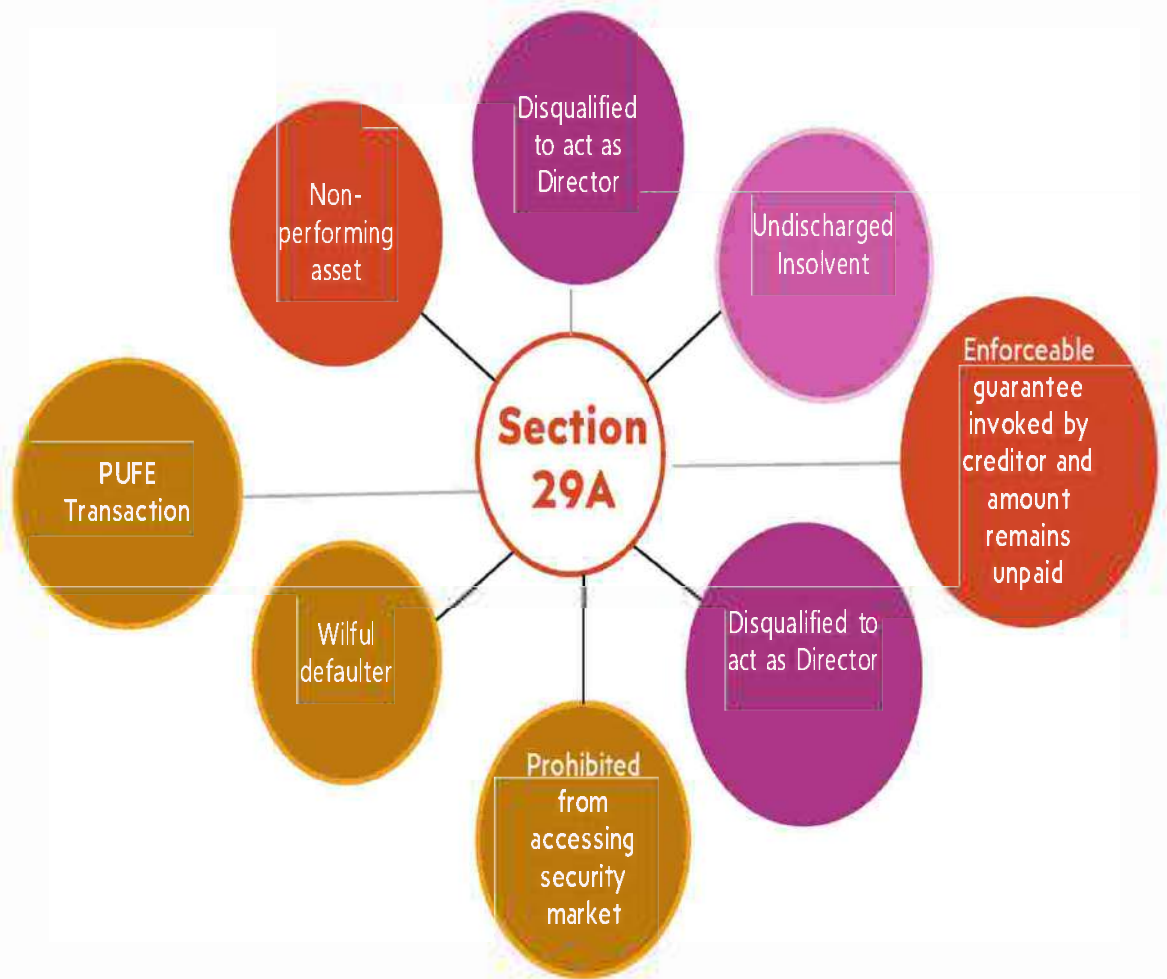 Disqualified
to act as
Director
Non-
performing
asset
Undischarged
Insolvent
Enforceable
guarantee
invoked by
creditor and
amount
remains
unpaid
Section
29A
PUFE
Transaction
Wilful
defaulter
Disqualified to
act as Director
Prohibited
from
accessing
security
market